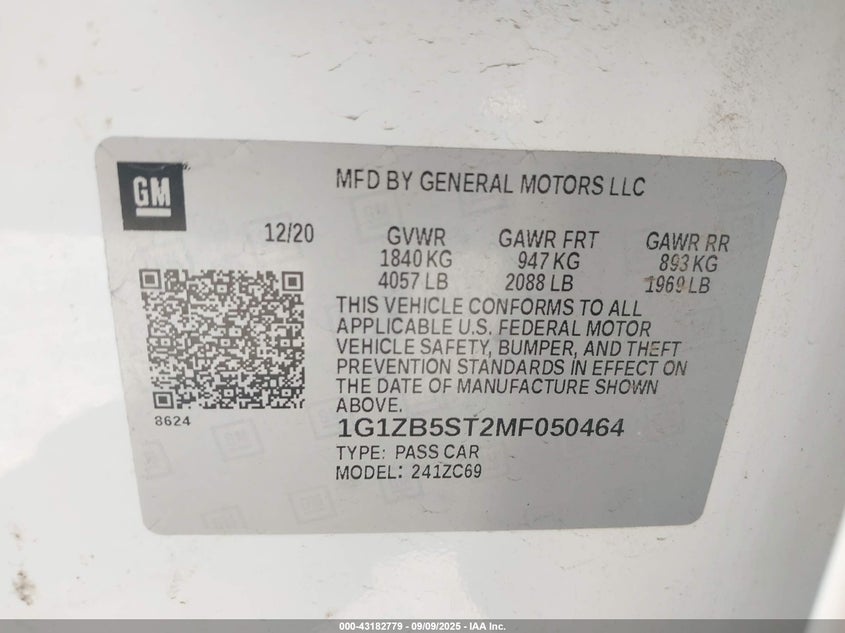 GM
MFD BY GENERAL MOTORS LLC
12/20
GVWR GAWR FRT GAWR RR
1840 KG 947 KG 893 KG
4057 LB 2088 LB 1969 LB
THIS VEHICLE CONFORMS TO ALL
APPLICABLE U.S. FEDERAL MOTOR
VEHICLE SAFETY, BUMPER, AND THEFT
PREVENTION STANDARDS IN EFFECT ON
THE DATE OF MANUFACTURE SHOWN
ABOVE.
8624
1G1ZB5ST2MF050464
TYPE: PASS CAR
MODEL: 241ZC69
000-43182779 - 09/09/2025 - IAA Inc.